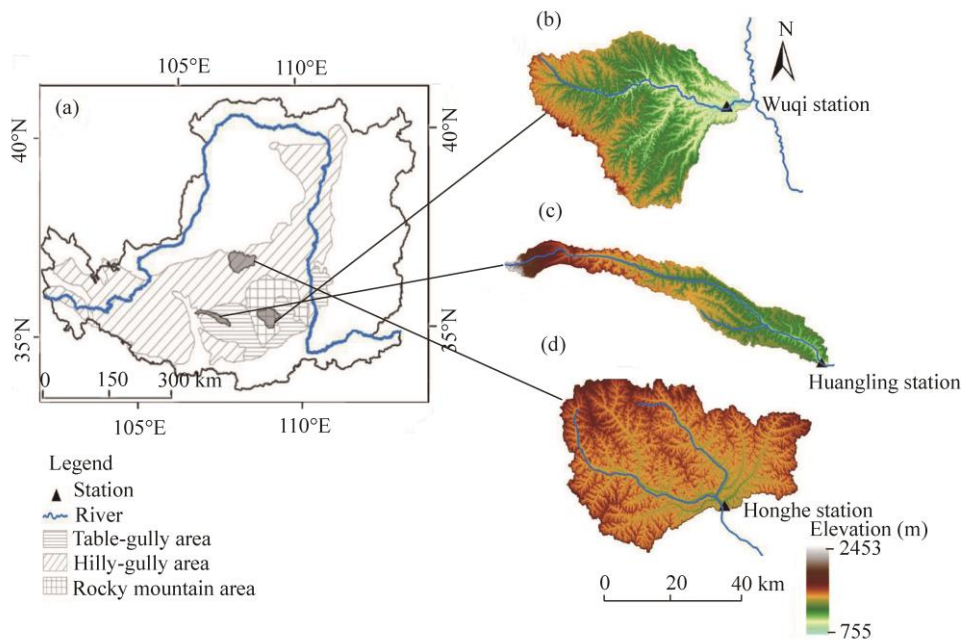 105°E
110°E
(a)
40°N
40°N
35°N
35°N
0
150
300 km
105°E
110°E
Legend
Station
River
Table-gully area
Hilly-gully area
Rocky mountain area
(b)
N
Wuqi station
(c)
Huangling station
(d)
Honghe station
Elevation (m)
2453
755
0
20
40 km